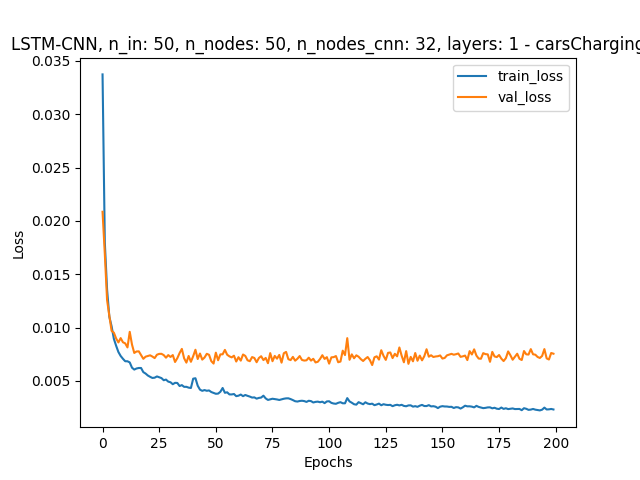 LSTM-CNN, n_in: 50, n_nodes: 50, n_nodes_cnn: 32, layers: 1 - carsCharging
0.035
0.030
0.025
0.020
0.015
0.010
0.005
Loss
train_loss
val_loss
0 25 50 75 100 125 150 175 200
Epochs